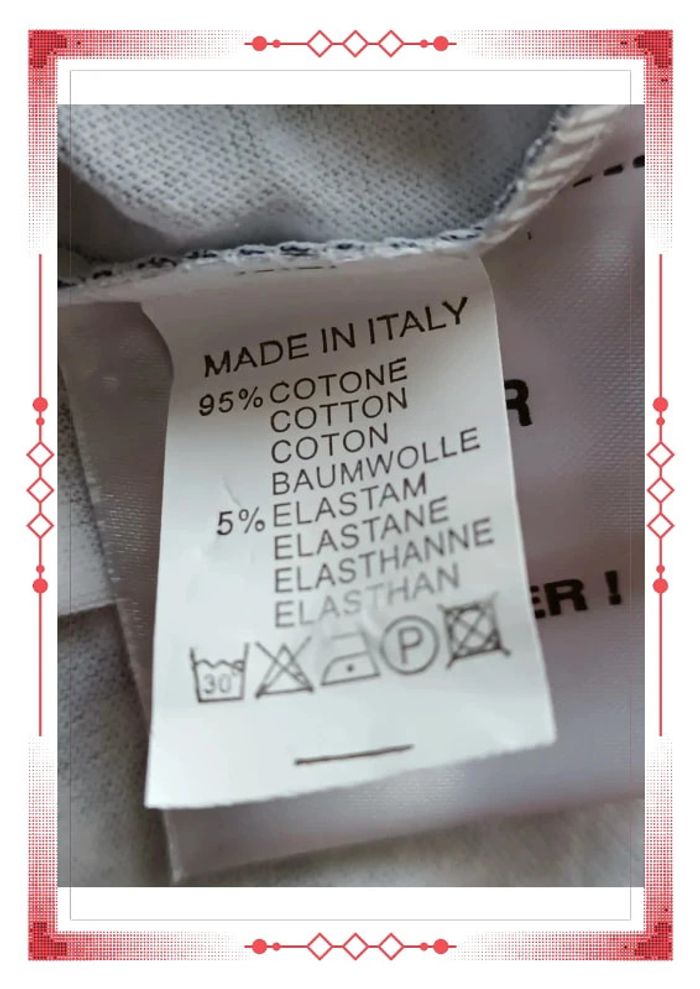 MADE IN ITALY
95% COTONE
COTTON
COTON
BAUMWOLLE
5% ELASTAM
ELASTANE
ELASTHANNE
ELASTHAN
30°
P
R
ER !